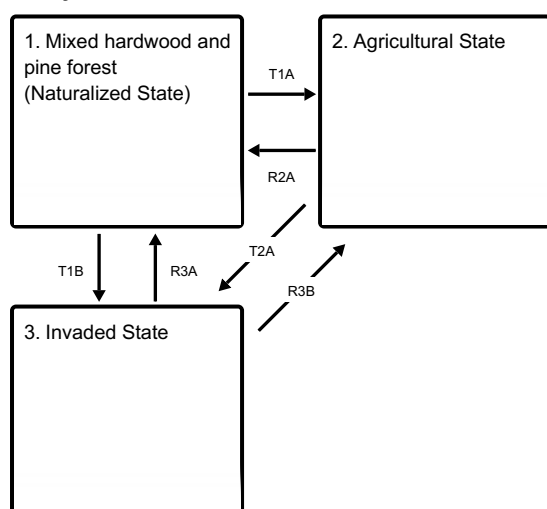 1. Mixed hardwood and
pine forest
(Naturalized State)
2. Agricultural State
T1A
R2A
T2A
R3B
T1B
R3A
3. Invaded State